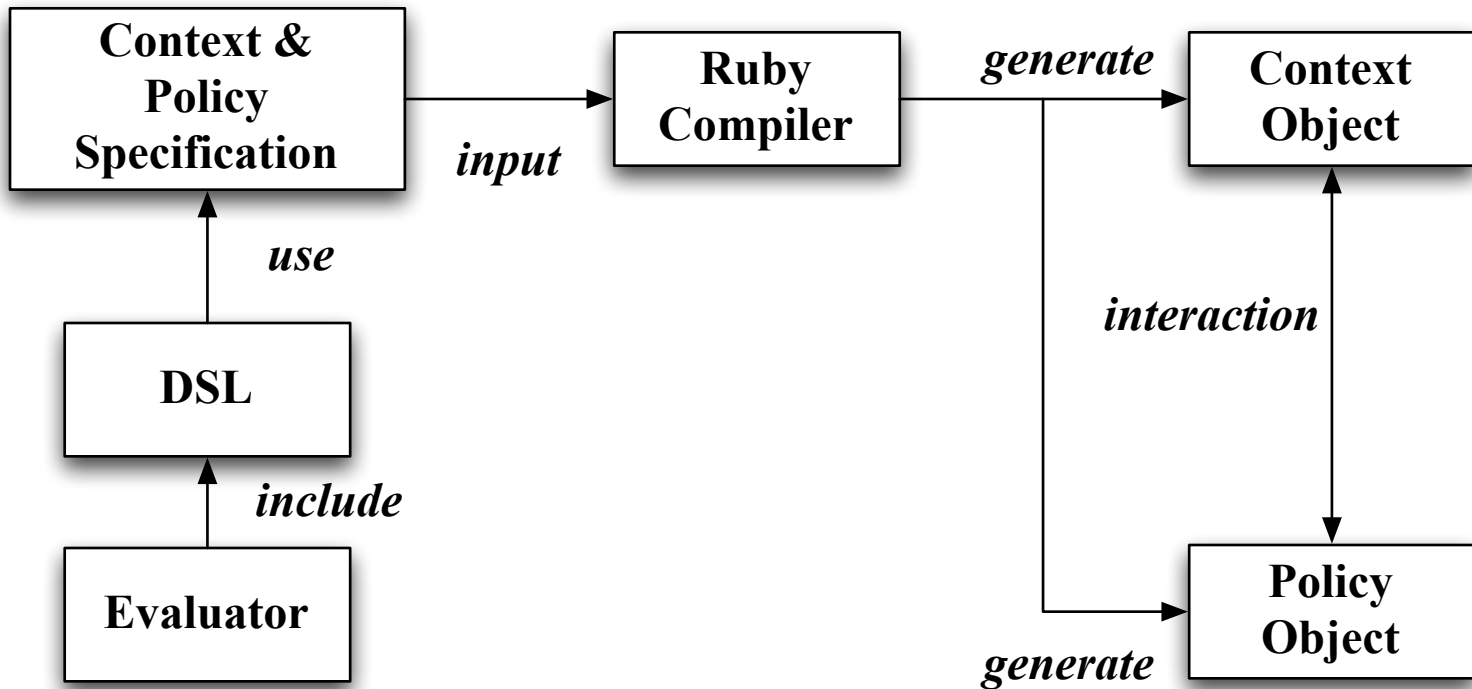 Context &
Policy
Specification
input
Ruby
Compiler
generate
Context
Object
use
interaction
DSL
include
Evaluator
Policy
Object
generate